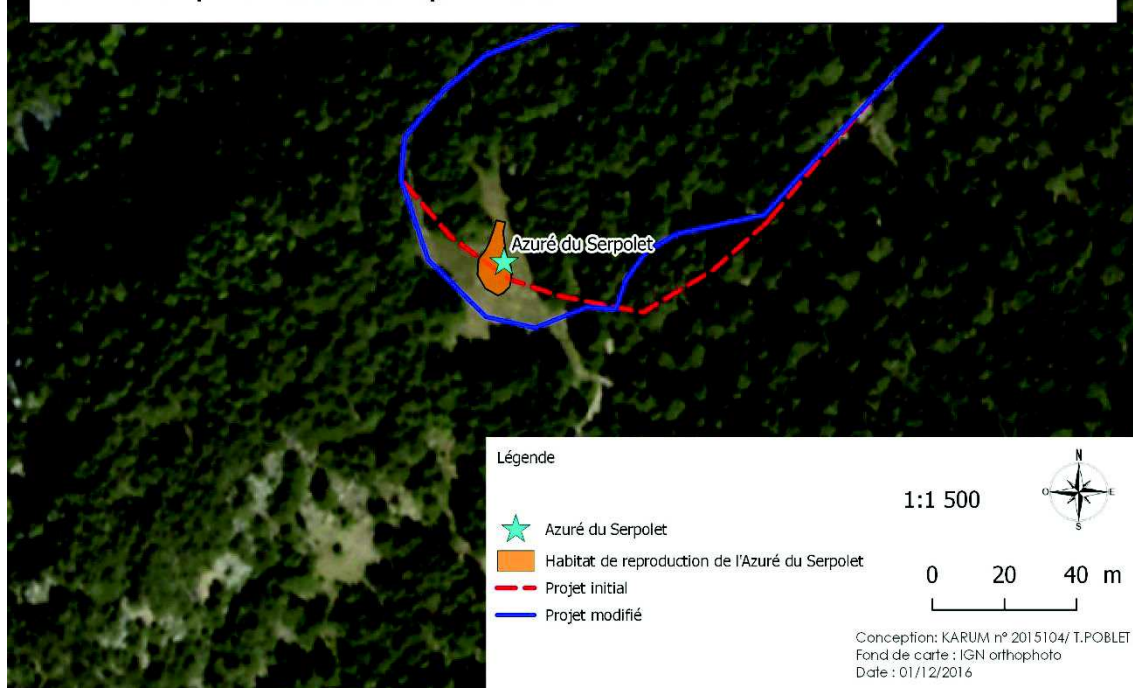 Azuré du Serpolet
Légende
Azuré du Serpolet
Habitat de reproduction de l'Azuré du Serpolet
Projet initial
Projet modifié
1:1 500
N
O
E
S
0 20 40 m
Conception: KARUM n° 2015104/ T.POBLET
Fond de carte : IGN orthophoto
Date : 01/12/2016